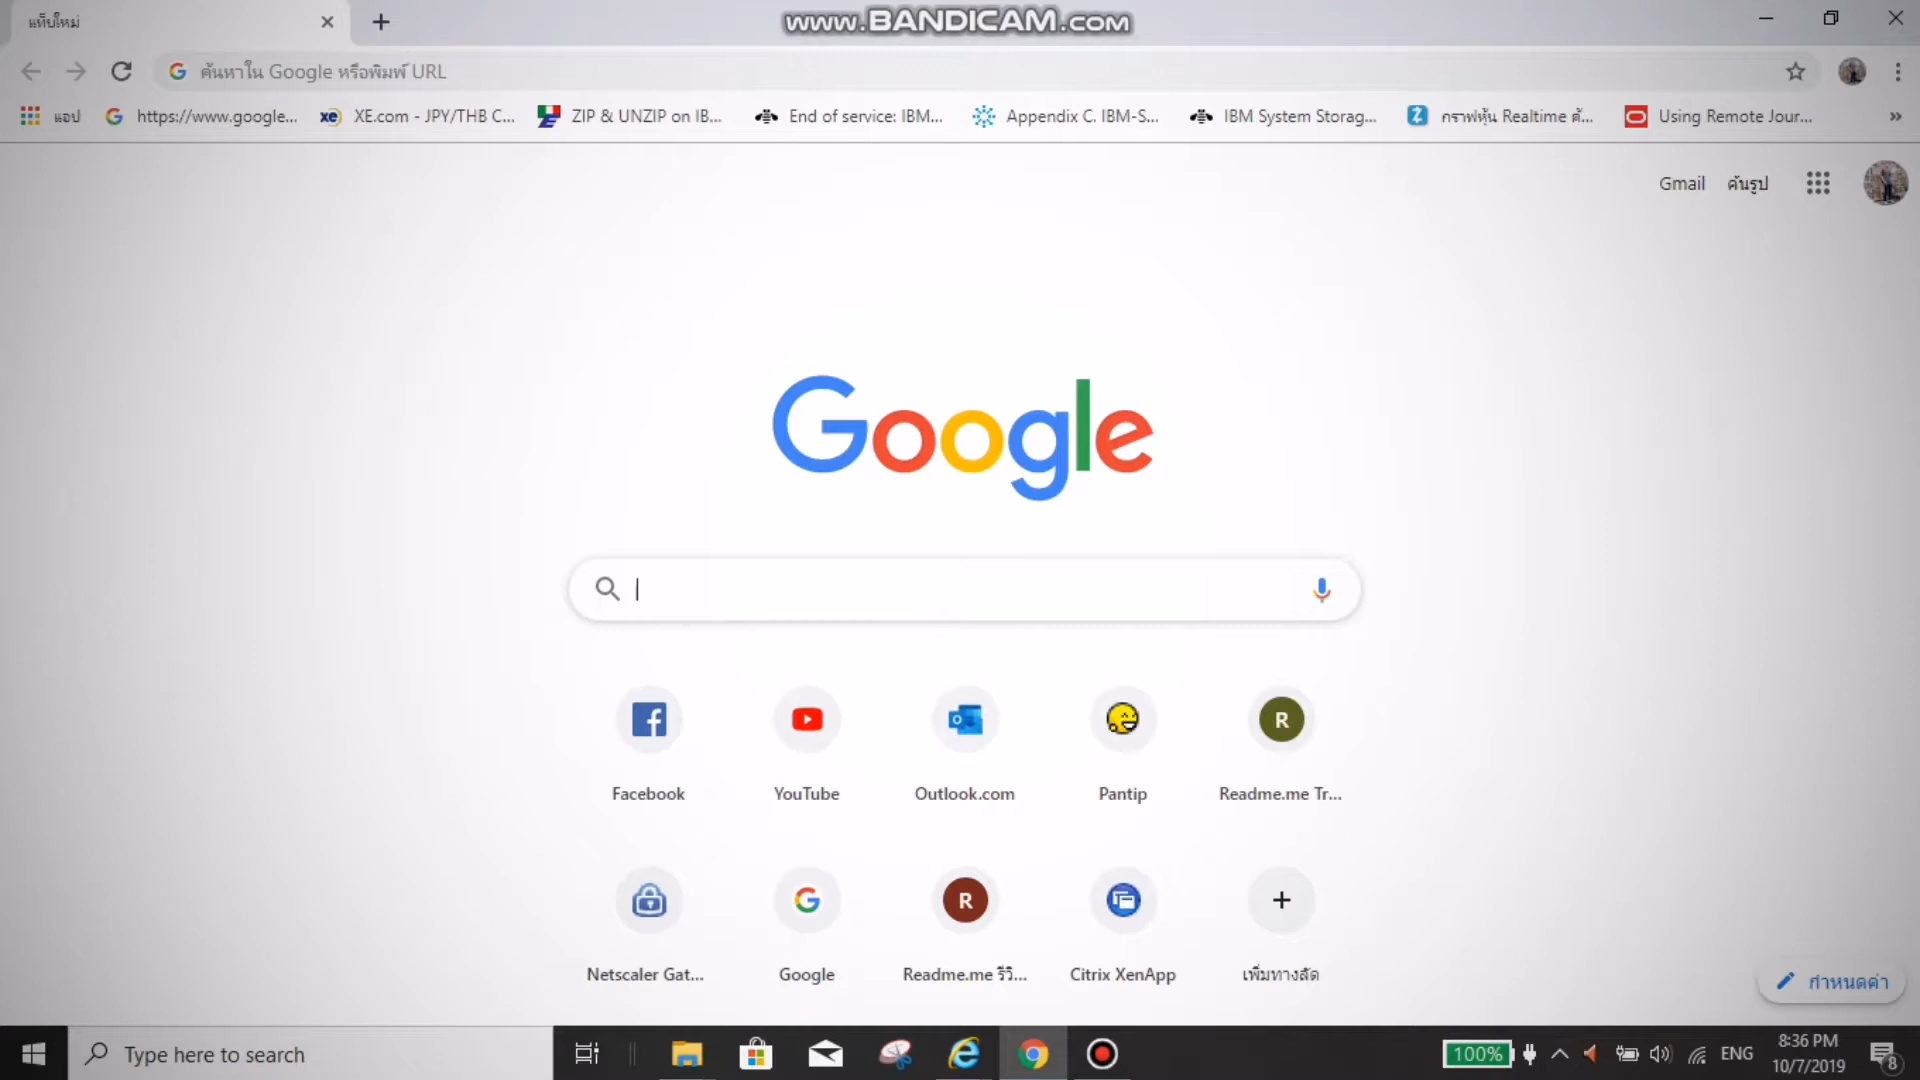 แท็บใหม่
www.BANDICAM.com
ค้นหาใน Google หรือพิมพ์ URL
แอป
https://www.google...
XE.com - JPY/THB C...
ZIP & UNZIP on IB...
End of service: IBM...
Appendix C. IBM-S...
IBM System Storag...
กราฟหุ้น Realtime ตั้...
Using Remote Jour...
»
Gmail
ค้นรูป
Google
Facebook
YouTube
Outlook.com
Pantip
R
Readme.me Tr...
Netscaler Gat...
Google
R
Readme.me รีวิ...
Citrix XenApp
เพิ่มทางลัด
กำหนดค่า
Type here to search
100%
ENG
8:36 PM
10/7/2019
8